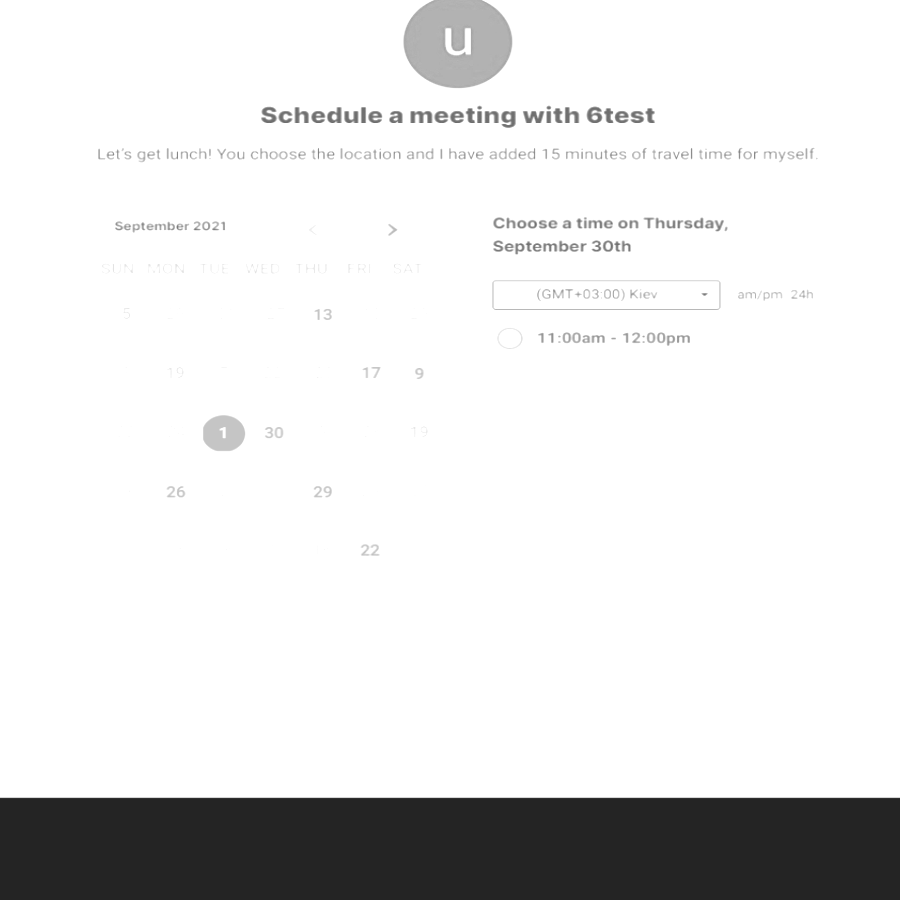 u
Schedule a meeting with 6test
Let's get lunch! You choose the location and I have added 15 minutes of travel time for myself.
September 2021
SUN MON TUE WED THU FRI SAT
5 13
19 17 9
1 30 19
26 29
22
Choose a time on Thursday,
September 30th
(GMT+03:00) Kiev am/pm 24h
11:00am - 12:00pm